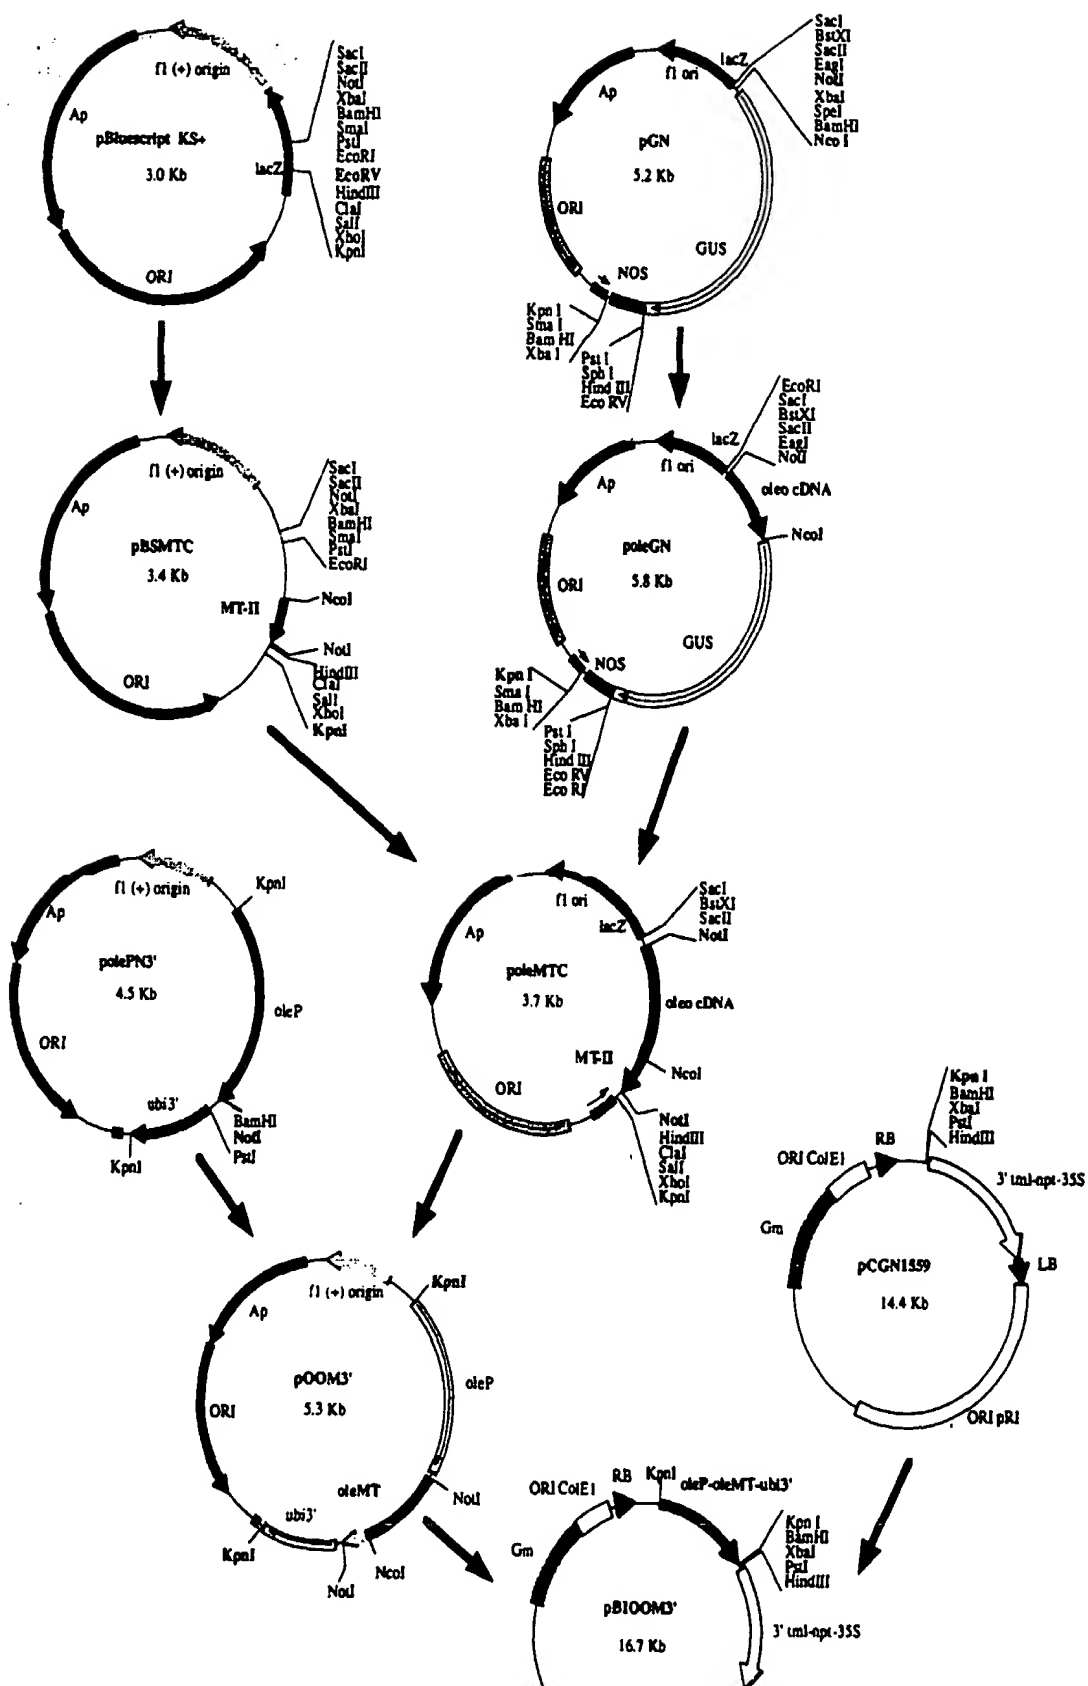 f1 (+) origin
Ap
pBluescript KS+
3.0 Kb
lacZ
ORI
SacI
SacII
NotI
XbaI
BamHI
SmaI
PstI
EcoRI
EcoRV
HindIII
ClaI
SalI
XhoI
KpnI
f1 ori
lacZ
Ap
pGN
5.2 Kb
ORI
GUS
NOS
SacI
BstXI
SacII
EagI
NotI
XbaI
SpeI
BamHI
Nco I
Kpn I
Sma I
Bam HI
Xba I
Pst I
Sph I
Hind III
Eco RV
f1 (+) origin
Ap
pBSMTC
3.4 Kb
MT-II
ORI
SacI
SacII
NotI
XbaI
BamHI
SmaI
PstI
EcoRI
NcoI
NotI
HindIII
ClaI
SalI
XhoI
KpnI
f1 ori
lacZ
Ap
poleGN
5.8 Kb
ORI
GUS
NOS
EcoRI
SacI
BstXI
SacII
EagI
NotI
oleo cDNA
NcoI
Kpn I
Sma I
Bam HI
Xba I
Pst I
Sph I
Hind III
Eco RV
Eco RI
f1 (+) origin
KpnI
Ap
polePN3'
4.5 Kb
oleP
ORI
ubi3'
BamHI
NotI
PstI
KpnI
f1 ori
lacZ
Ap
poleMTC
3.7 Kb
SacI
BstXI
SacII
NotI
oleo cDNA
MT-II
ORI
NcoI
NotI
HindIII
ClaI
SalI
XhoI
KpnI
Kpn I
BamHI
XbaI
PstI
HindIII
RB
ORI ColE1
3' tml-npt-35S
Gm
pCGN1559
14.4 Kb
LB
ORI pRI
f1 (+) origin
KpnI
Ap
pOOM3'
5.3 Kb
oleP
ORI
oleMT
NotI
ubi3'
KpnI
NotI
NcoI
ORI ColE1
RB
KpnI
oleP-oleMT-ubi3'
Gm
Kpn I
BamHI
XbaI
PstI
HindIII
pBIOOM3'
16.7 Kb
3' tml-npt-35S